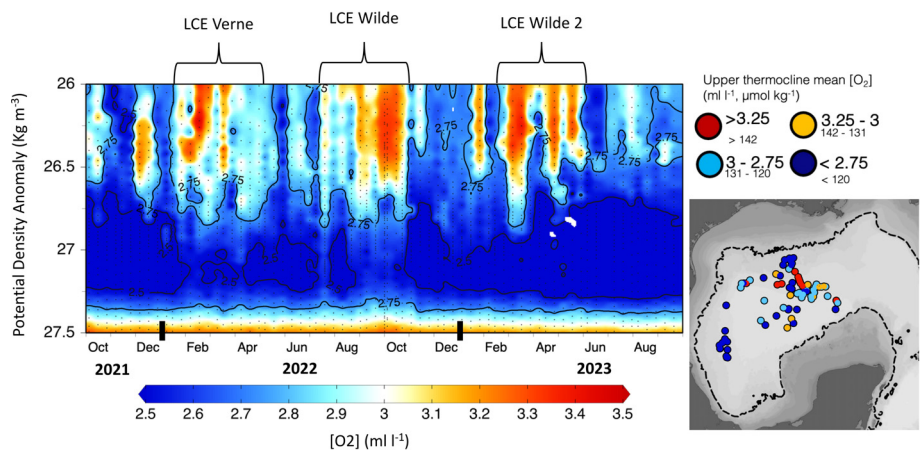 LCE Verne
LCE Wilde
LCE Wilde 2
Potential Density Anomaly (Kg m-3)
26
26.5
27
27.5
2.75
2.75
2.75
2.75
2.75
2.75
2.75
2.75
2.75
2.75
2.75
Oct Dec Feb Apr Jun Aug Oct Dec Feb Apr Jun Aug
2021 2022 2023
2.5 2.6 2.7 2.8 2.9 3 3.1 3.2 3.3 3.4 3.5
[O2] (ml l-1)
Upper thermocline mean [O2]
(ml l-1, µmol kg-1)
>3.25
> 142
3.25 - 3
142 - 131
3 - 2.75
131 - 120
< 2.75
< 120